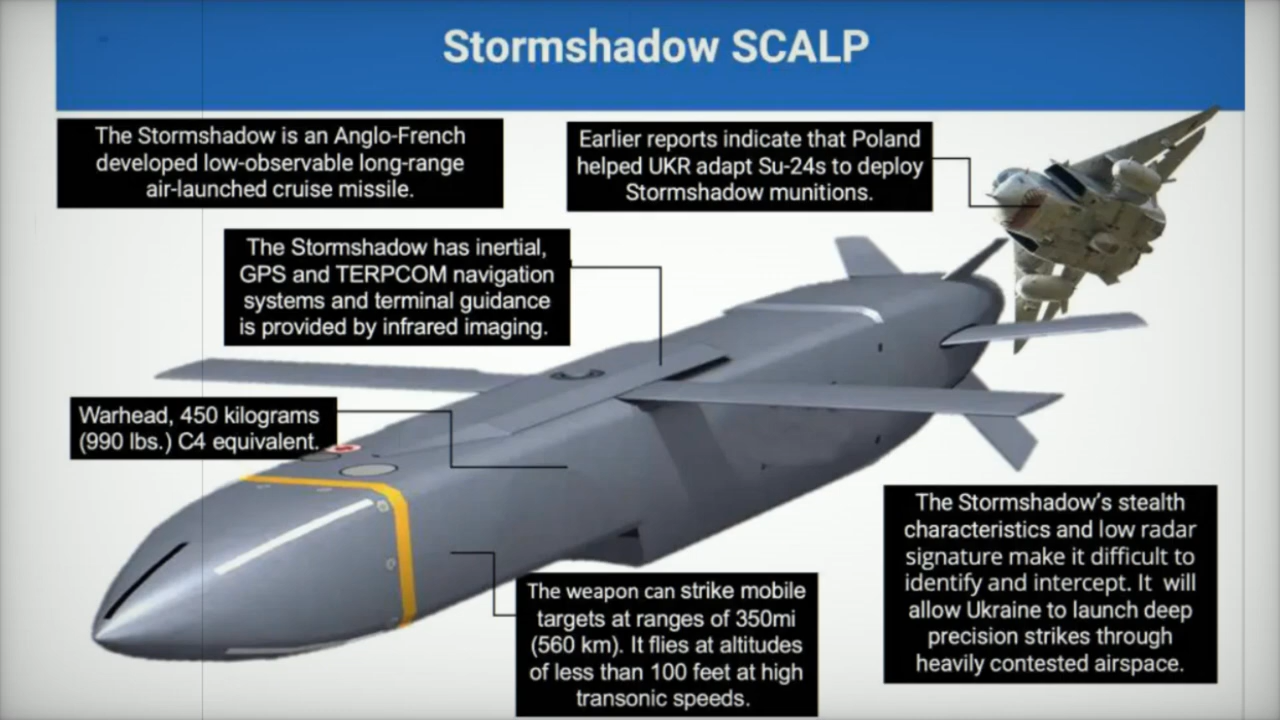 Stormshadow SCALP
The Stormshadow is an Anglo-French
developed low-observable long-range
air-launched cruise missile.
Earlier reports indicate that Poland
helped UKR adapt Su-24s to deploy
Stormshadow munitions.
The Stormshadow has inertial,
GPS and TERPCOM navigation
systems and terminal guidance
is provided by infrared imaging.
Warhead, 450 kilograms
(990 lbs.) C4 equivalent.
The weapon can strike mobile
targets at ranges of 350mi
(560 km). It flies at altitudes
of less than 100 feet at high
transonic speeds.
The Stormshadow's stealth
characteristics and low radar
signature make it difficult to
identify and intercept. It will
allow Ukraine to launch deep
precision strikes through
heavily contested airspace.